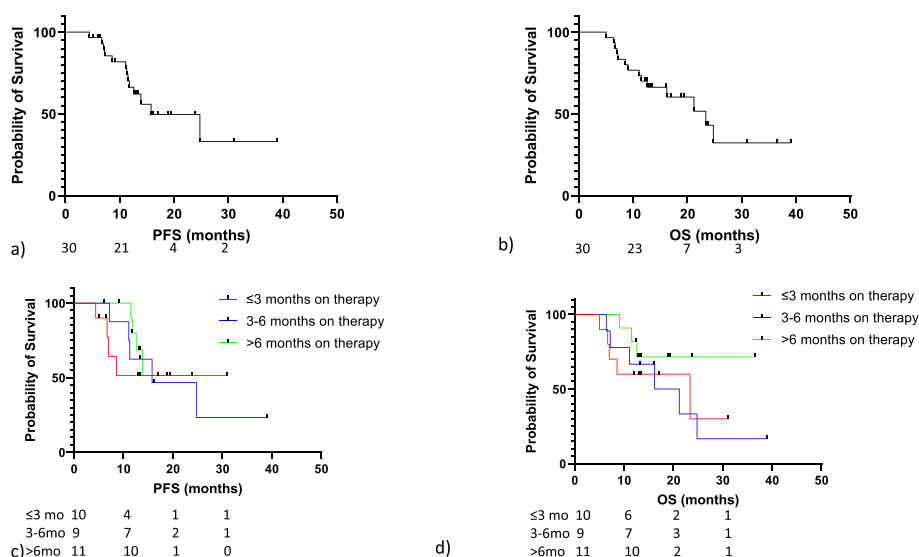 100
50
0
Probability of Survival
0 10 20 30 40 50
PFS (months)
a) 30 21 4 2
100
50
0
Probability of Survival
0 10 20 30 40 50
OS (months)
b) 30 23 7 3
100
50
0
Probability of Survival
0 10 20 30 40 50
PFS (months)
≤3 months on therapy
3-6 months on therapy
>6 months on therapy
≤3 mo 10 4 1 1
3-6mo 9 7 2 1
c) >6mo 11 10 1 0
100
50
0
Probability of Survival
0 10 20 30 40 50
OS (months)
≤3 months on therapy
3-6 months on therapy
>6 months on therapy
≤3 mo 10 6 2 1
3-6mo 9 7 3 1
d) >6mo 11 10 2 1